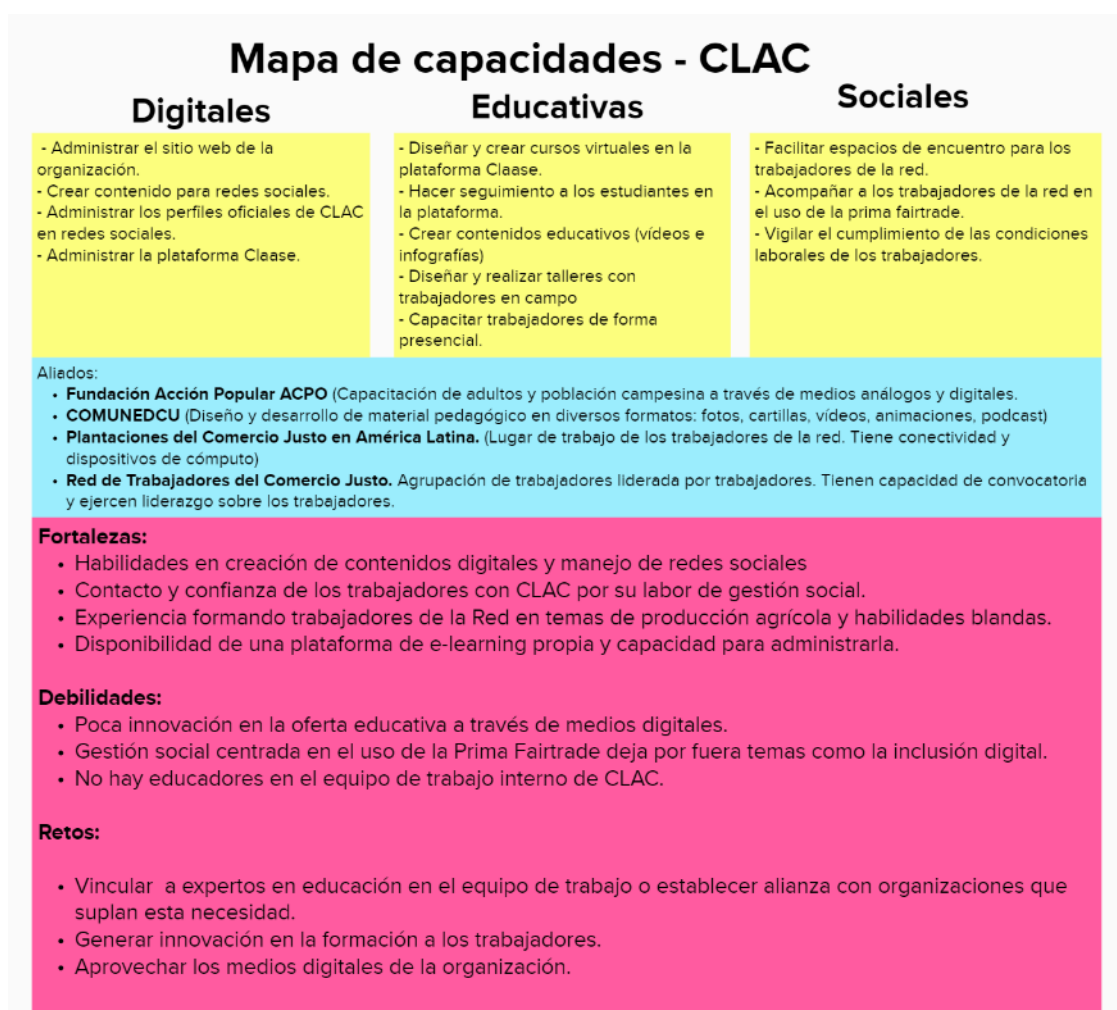 Mapa de capacidades - CLAC
Digitales
- Administrar el sitio web de la
organización.
- Crear contenido para redes sociales.
- Administrar los perfiles oficiales de CLAC
en redes sociales.
- Administrar la plataforma Claase.
Educativas
- Diseñar y crear cursos virtuales en la
plataforma Claase.
- Hacer seguimiento a los estudiantes en
la plataforma.
- Crear contenidos educativos (vídeos e
infografías)
- Diseñar y realizar talleres con
trabajadores en campo
- Capacitar trabajadores de forma
presencial.
Sociales
- Facilitar espacios de encuentro para los
trabajadores de la red.
- Acompañar a los trabajadores de la red en
el uso de la prima fairtrade.
- Vigilar el cumplimiento de las condiciones
laborales de los trabajadores.
Aliados:
• Fundación Acción Popular ACPO (Capacitación de adultos y población campesina a través de medios análogos y digitales.
• COMUNEDCU (Diseño y desarrollo de material pedagógico en diversos formatos: fotos, cartillas, vídeos, animaciones, podcast)
• Plantaciones del Comercio Justo en América Latina. (Lugar de trabajo de los trabajadores de la red. Tiene conectividad y
dispositivos de cómputo)
• Red de Trabajadores del Comercio Justo. Agrupación de trabajadores liderada por trabajadores. Tienen capacidad de convocatoria
y ejercen liderazgo sobre los trabajadores.
Fortalezas:
• Habilidades en creación de contenidos digitales y manejo de redes sociales
• Contacto y confianza de los trabajadores con CLAC por su labor de gestión social.
• Experiencia formando trabajadores de la Red en temas de producción agrícola y habilidades blandas.
• Disponibilidad de una plataforma de e-learning propia y capacidad para administrarla.
Debilidades:
• Poca innovación en la oferta educativa a través de medios digitales.
• Gestión social centrada en el uso de la Prima Fairtrade deja por fuera temas como la inclusión digital.
• No hay educadores en el equipo de trabajo interno de CLAC.
Retos:
• Vincular a expertos en educación en el equipo de trabajo o establecer alianza con organizaciones que
suplan esta necesidad.
• Generar innovación en la formación a los trabajadores.
• Aprovechar los medios digitales de la organización.